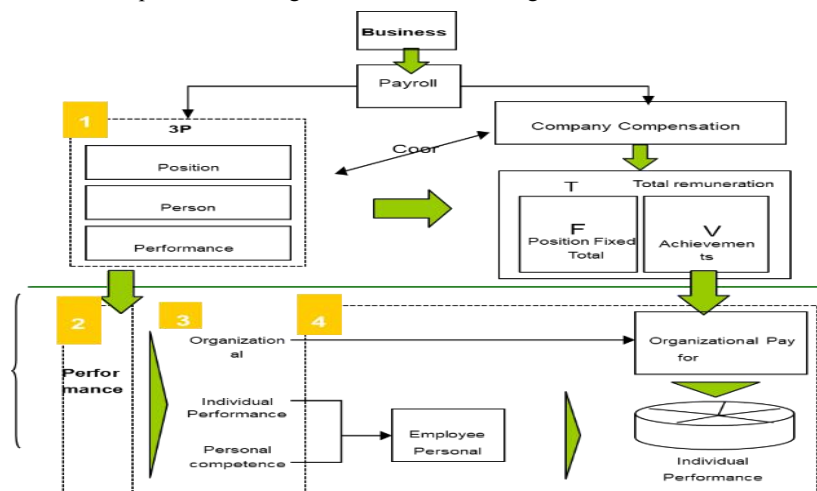 Business
Payroll
1
3P
Position
Person
Performance
Coor
Company Compensation
T
Total remuneration
F
Position Fixed
Total
V
Achievemen
ts
2
Perfor
mance
3
Organization
al
Individual
Performance
Personal
competence
4
Employee
Personal
Organizational Pay
for
Individual
Performance